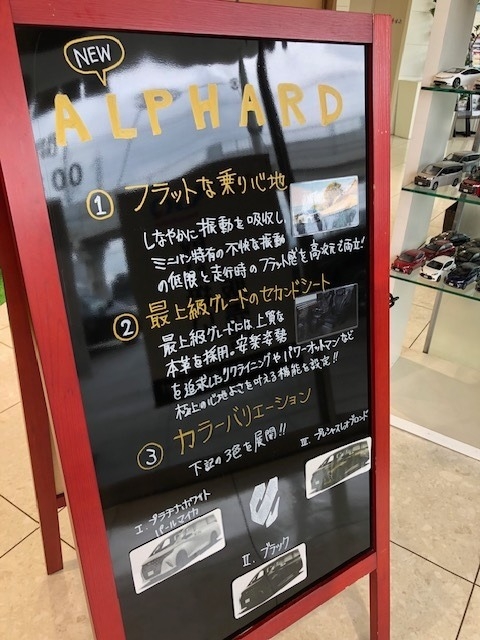 NEW
ALPHARD
① フラットな乗り心地
しなやかに振動を吸収し、
ミニバン特有の不快な振動
の低限と走行時のフラット感を高次元で両立!
② 最上級グレードのセカンドシート
最上級グレードは上質な
本革を採用。安楽姿勢
を追求したリクライニングやパワーオットマンなど
極上の心地よさを叶える機能を設定!!
③ カラーバリエーション
下記の3色を展開!!
Ⅲ. プレシャスレオブロンド
Ⅰ. プラチナホワイト
パールマイカ
Ⅱ. ブラック